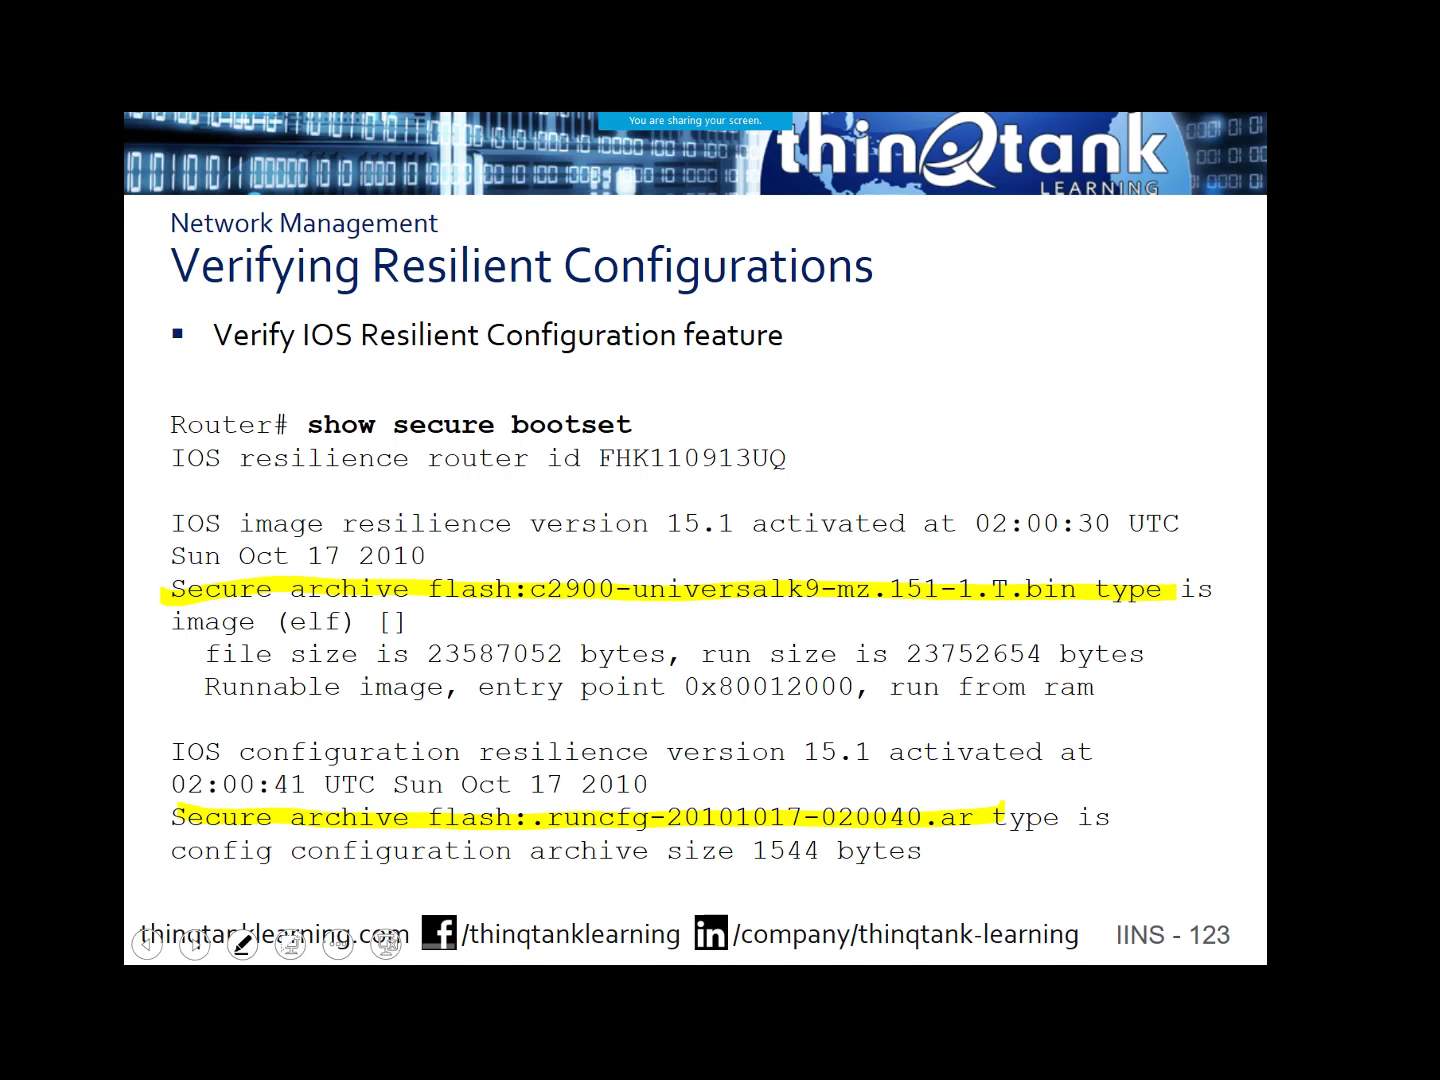 You are sharing your screen.
thinQtank
LEARNING
Network Management
Verifying Resilient Configurations
▪ Verify IOS Resilient Configuration feature
Router# show secure bootset
IOS resilience router id FHK110913UQ
IOS image resilience version 15.1 activated at 02:00:30 UTC
Sun Oct 17 2010
Secure archive flash:c2900-universalk9-mz.151-1.T.bin type is
image (elf) []
file size is 23587052 bytes, run size is 23752654 bytes
Runnable image, entry point 0x80012000, run from ram
IOS configuration resilience version 15.1 activated at
02:00:41 UTC Sun Oct 17 2010
Secure archive flash:.runcfg-20101017-020040.ar type is
config configuration archive size 1544 bytes
thinqtanklearning.com f /thinqtanklearning in /company/thinqtank-learning IINS - 123